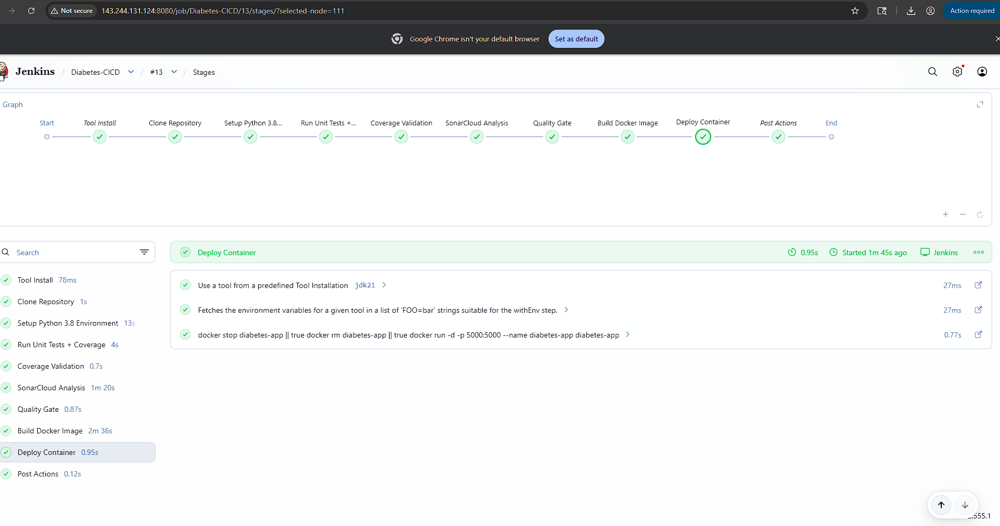 Not secure 143.244.131.124:8080/job/Diabetes-CICD/13/stages/?selected-node=111 Action required
Google Chrome isn't your default browser Set as default
Jenkins / Diabetes-CICD / #13 / Stages
Graph
Start Tool Install Clone Repository Setup Python 3.8... Run Unit Tests +... Coverage Validation SonarCloud Analysis Quality Gate Build Docker Image Deploy Container Post Actions End
Search
Deploy Container 0.95s Started 1m 45s ago Jenkins
Tool Install 78ms
Clone Repository 1s
Setup Python 3.8 Environment 13s
Run Unit Tests + Coverage 4s
Coverage Validation 0.7s
SonarCloud Analysis 1m 20s
Quality Gate 0.87s
Build Docker Image 2m 36s
Deploy Container 0.95s
Post Actions 0.12s
Use a tool from a predefined Tool Installation jdk21 27ms
Fetches the environment variables for a given tool in a list of 'FOO=bar' strings suitable for the withEnv step. 27ms
docker stop diabetes-app || true docker rm diabetes-app || true docker run -d -p 5000:5000 --name diabetes-app diabetes-app 0.77s
.555.1